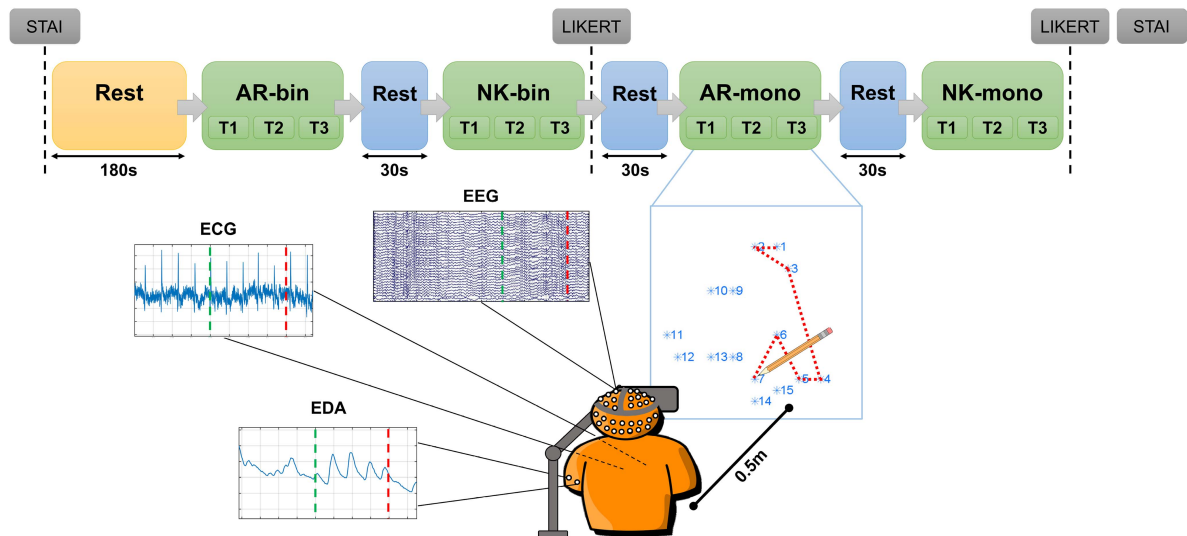 STAI
LIKERT
LIKERT
STAI
Rest
AR-bin
T1 T2 T3
Rest
NK-bin
T1 T2 T3
Rest
AR-mono
T1 T2 T3
Rest
NK-mono
T1 T2 T3
180s
30s
30s
30s
EEG
ECG
EDA
2 1
3
10 9
11
6
12 13 8
7 5 4
15
14
0.5m